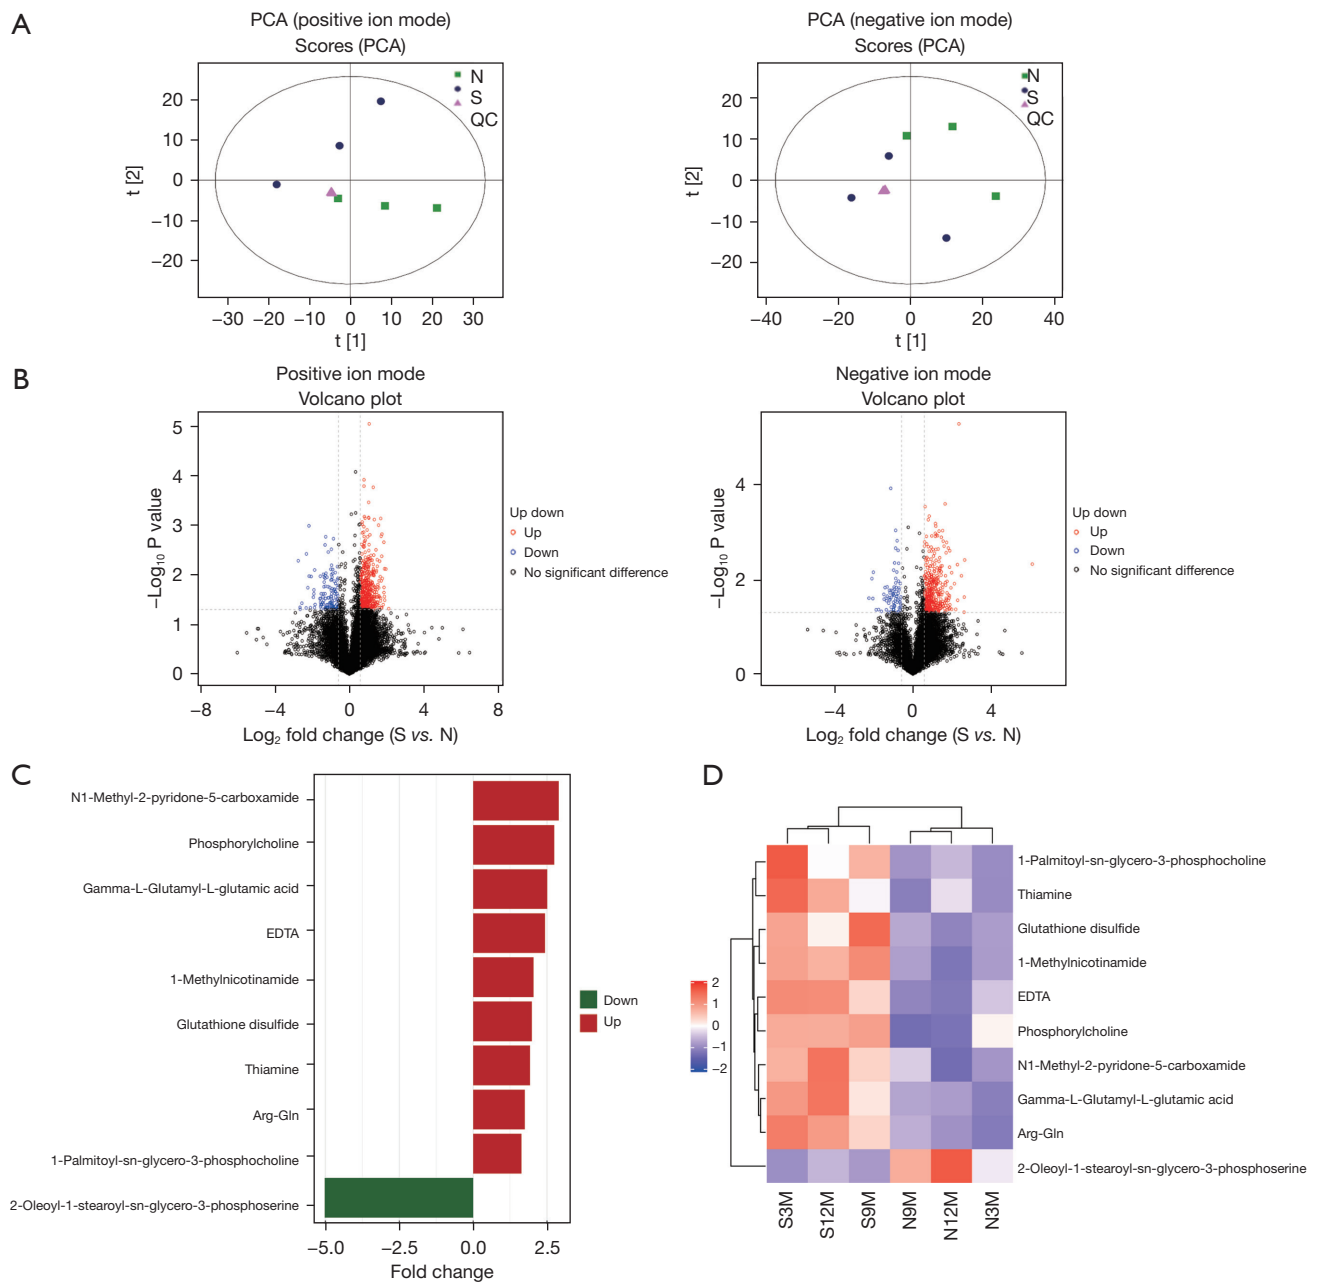 A
PCA (positive ion mode)
Scores (PCA)
N
S
QC
20
10
0
−10
−20
t [2]
−30 −20 −10 0 10 20 30
t [1]
PCA (negative ion mode)
Scores (PCA)
N
S
QC
20
10
0
−10
−20
t [2]
−40 −20 0 20 40
t [1]
B
Positive ion mode
Volcano plot
5
4
3
2
1
0
−Log10 P value
−8 −4 0 4 8
Log2 fold change (S vs. N)
Up down
Up
Down
No significant difference
Negative ion mode
Volcano plot
4
2
0
−Log10 P value
−4 0 4
Log2 fold change (S vs. N)
Up down
Up
Down
No significant difference
C
N1-Methyl-2-pyridone-5-carboxamide
Phosphorylcholine
Gamma-L-Glutamyl-L-glutamic acid
EDTA
1-Methylnicotinamide
Glutathione disulfide
Thiamine
Arg-Gln
1-Palmitoyl-sn-glycero-3-phosphocholine
2-Oleoyl-1-stearoyl-sn-glycero-3-phosphoserine
−5.0 −2.5 0.0 2.5
Fold change
Down
Up
D
2
1
0
−1
−2
1-Palmitoyl-sn-glycero-3-phosphocholine
Thiamine
Glutathione disulfide
1-Methylnicotinamide
EDTA
Phosphorylcholine
N1-Methyl-2-pyridone-5-carboxamide
Gamma-L-Glutamyl-L-glutamic acid
Arg-Gln
2-Oleoyl-1-stearoyl-sn-glycero-3-phosphoserine
S3M S12M S9M N9M N12M N3M